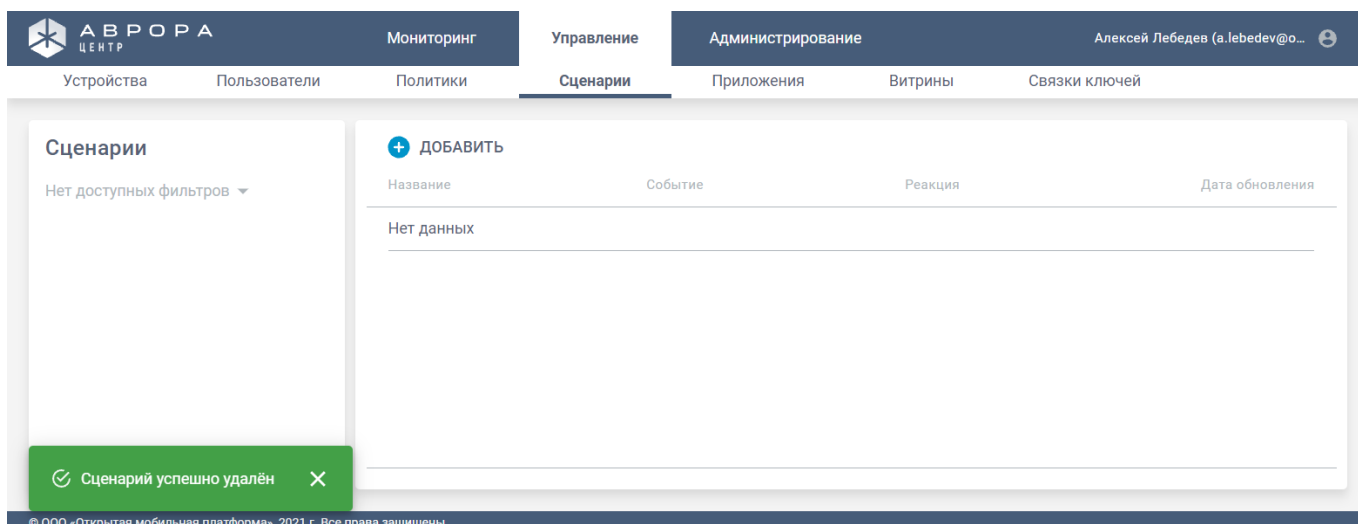 АВРОРА
ЦЕНТР
Мониторинг Управление Администрирование Алексей Лебедев (a.lebedev@o...
Устройства Пользователи Политики Сценарии Приложения Витрины Связки ключей
Сценарии
Нет доступных фильтров
ДОБАВИТЬ
Название Событие Реакция Дата обновления
Нет данных
Сценарий успешно удалён
© ООО «Открытая мобильная платформа», 2021 г. Все права защищены